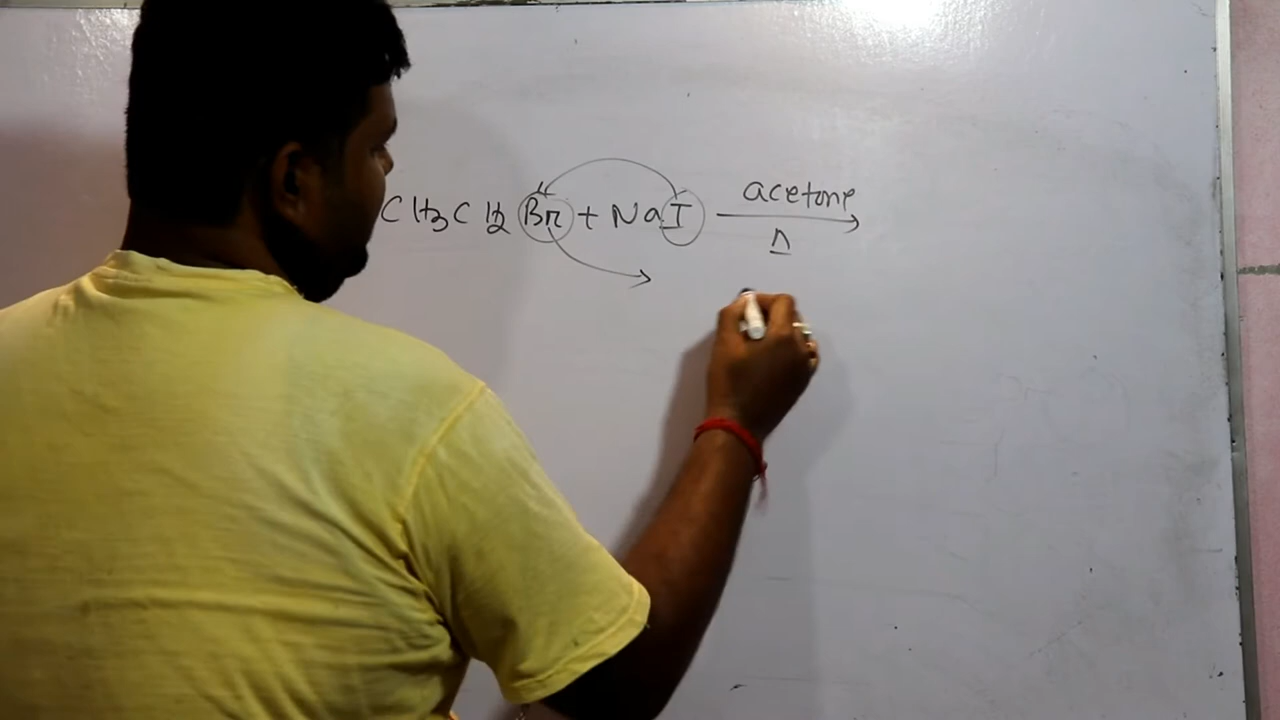 CH3CH2Br + NaI acetone
Δ